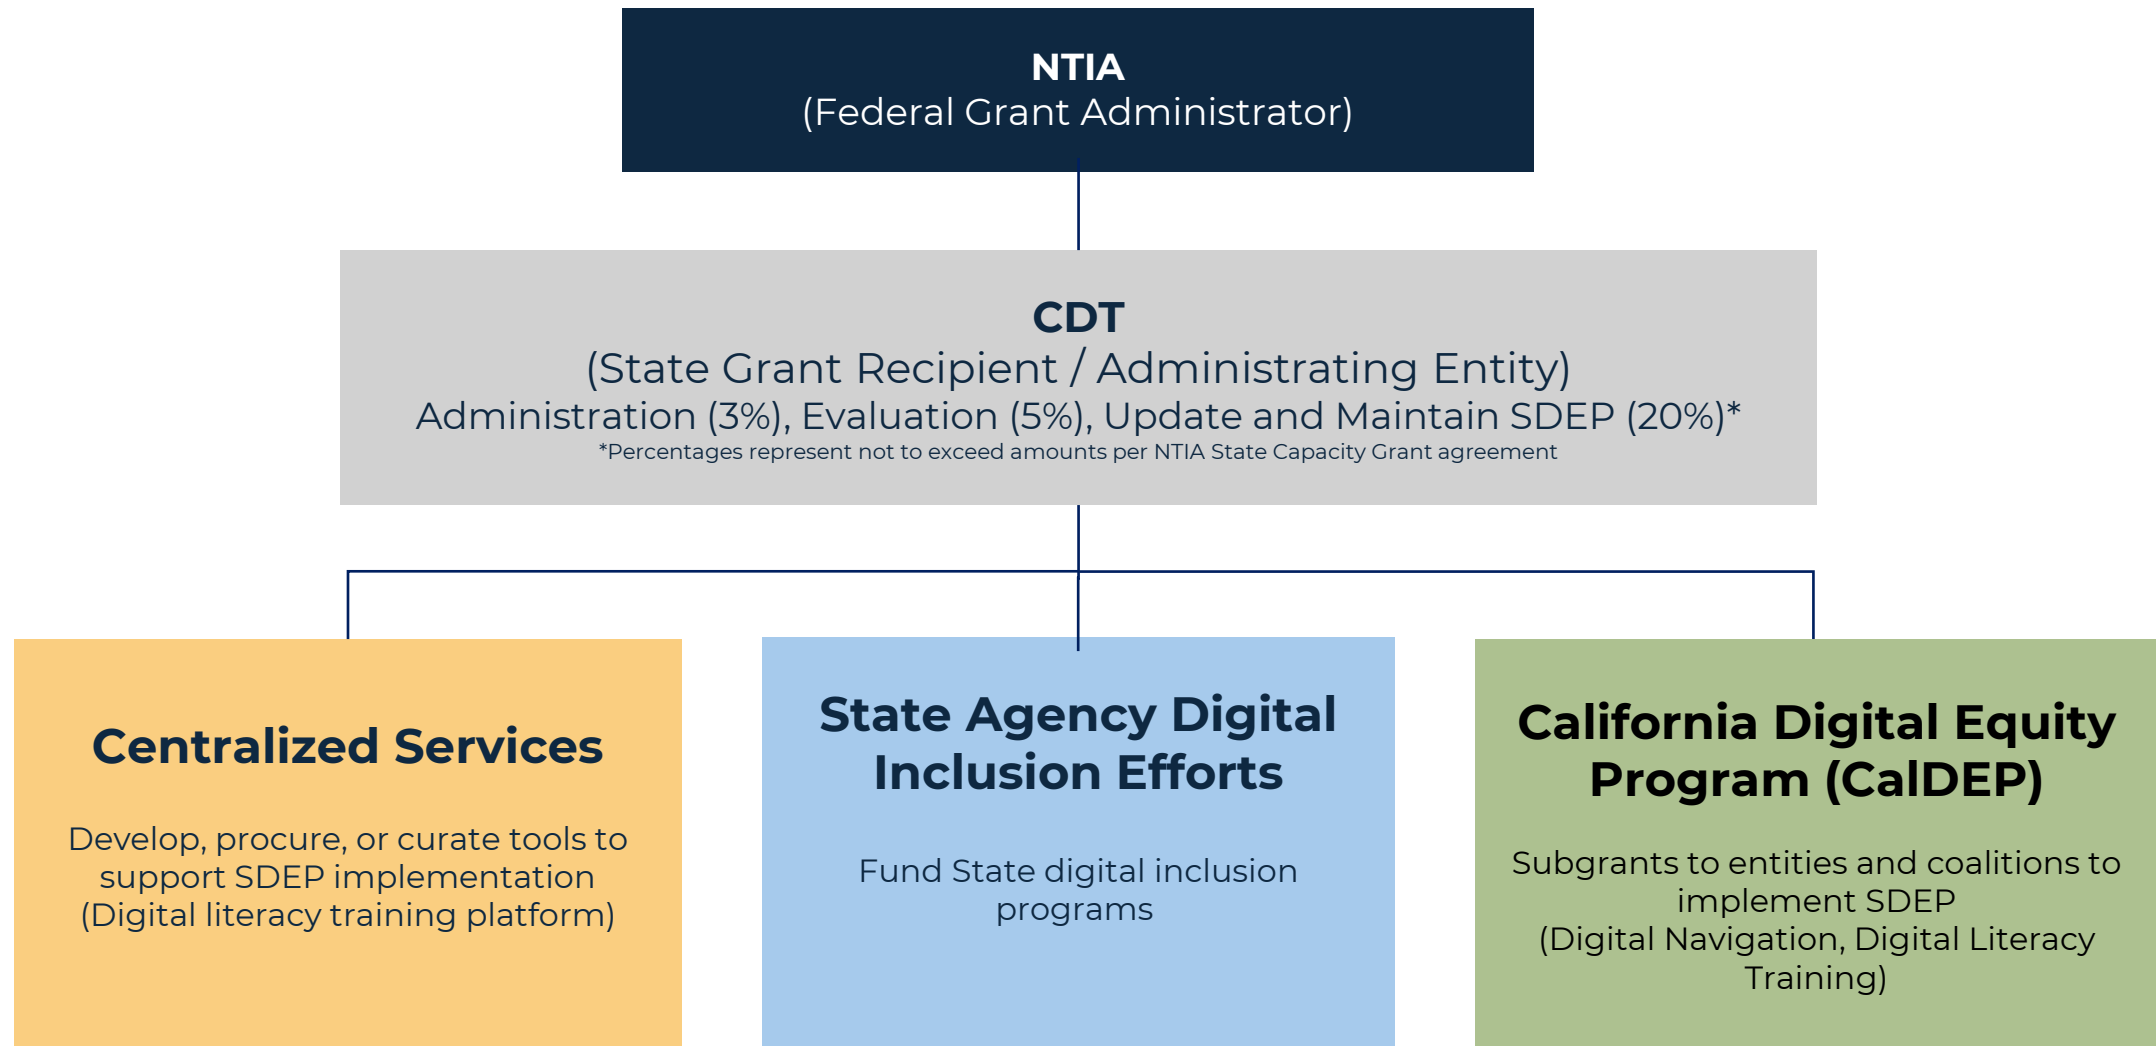 NTIA
(Federal Grant Administrator)
CDT
(State Grant Recipient / Administrating Entity)
Administration (3%), Evaluation (5%), Update and Maintain SDEP (20%)*
*Percentages represent not to exceed amounts per NTIA State Capacity Grant agreement
Centralized Services
Develop, procure, or curate tools to
support SDEP implementation
(Digital literacy training platform)
State Agency Digital
Inclusion Efforts
Fund State digital inclusion
programs
California Digital Equity
Program (CalDEP)
Subgrants to entities and coalitions to
implement SDEP
(Digital Navigation, Digital Literacy
Training)